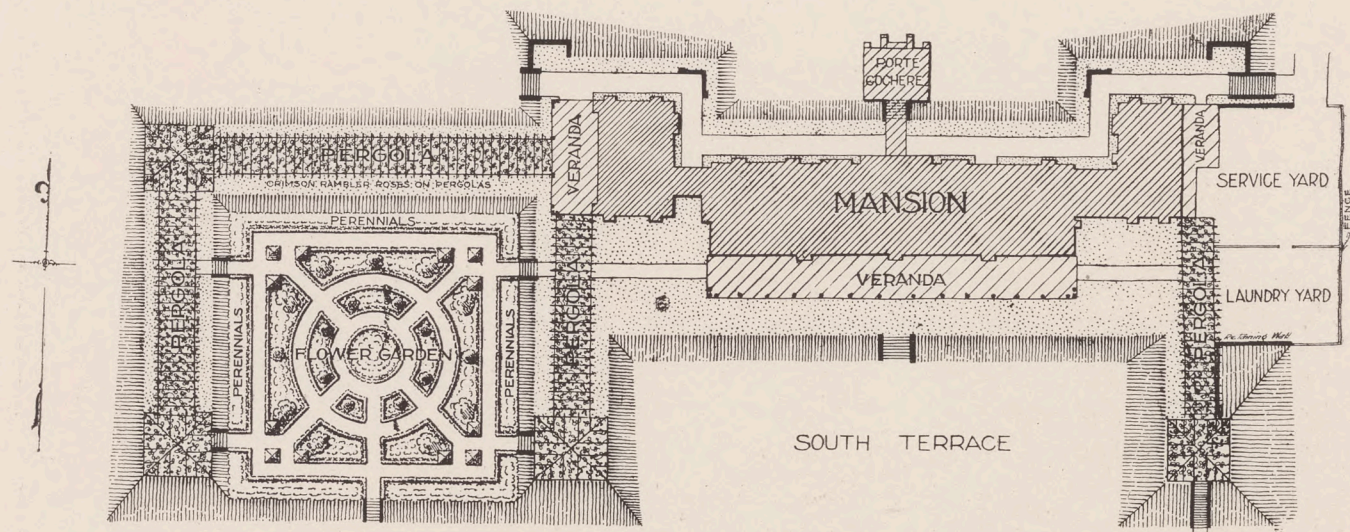 PORTE
COCHERE
PERGOLA
CRIMSON RAMBLER ROSES ON PERGOLAS
VERANDA
MANSION
VERANDA
SERVICE YARD
FENCE
PERENNIALS
PERGOLA
PERENNIALS
FLOWER GARDEN
PERENNIALS
PERGOLA
VERANDA
PERGOLA
LAUNDRY YARD
SOUTH TERRACE